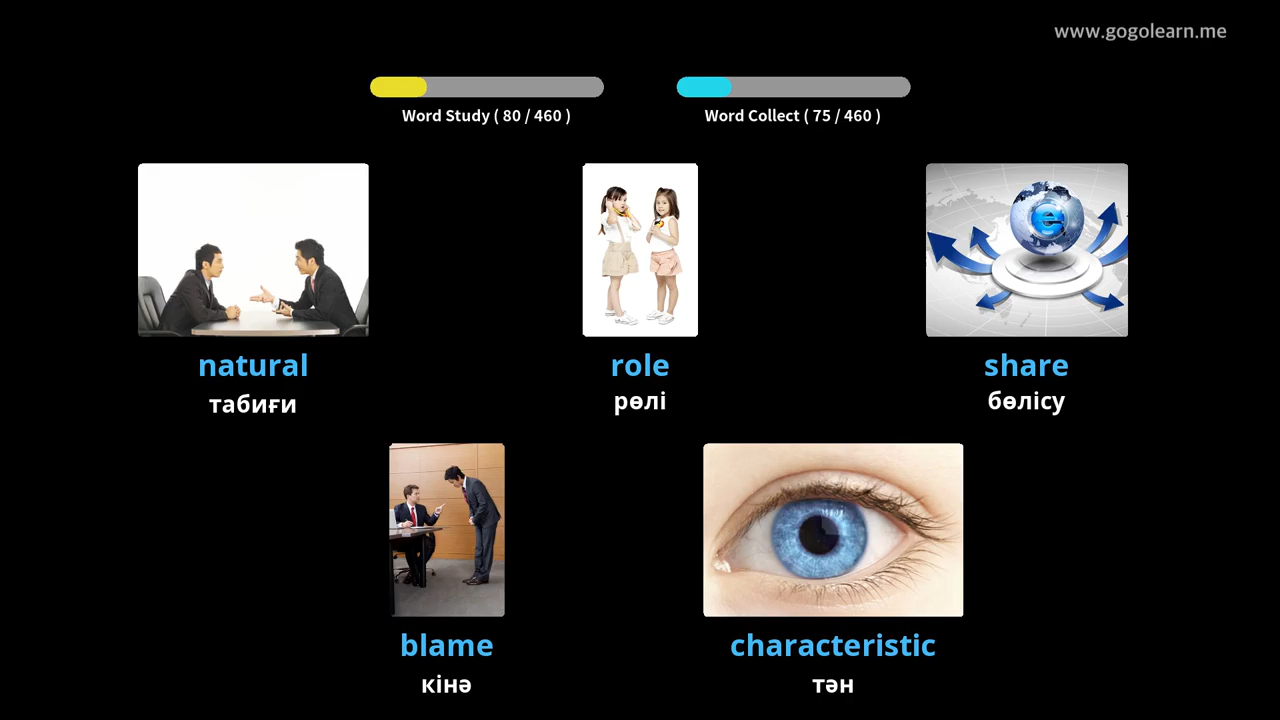 www.gogolearn.me
Word Study ( 80 / 460 )
Word Collect ( 75 / 460 )
natural
табиғи
role
рөлі
share
бөлісу
blame
кінә
characteristic
тән